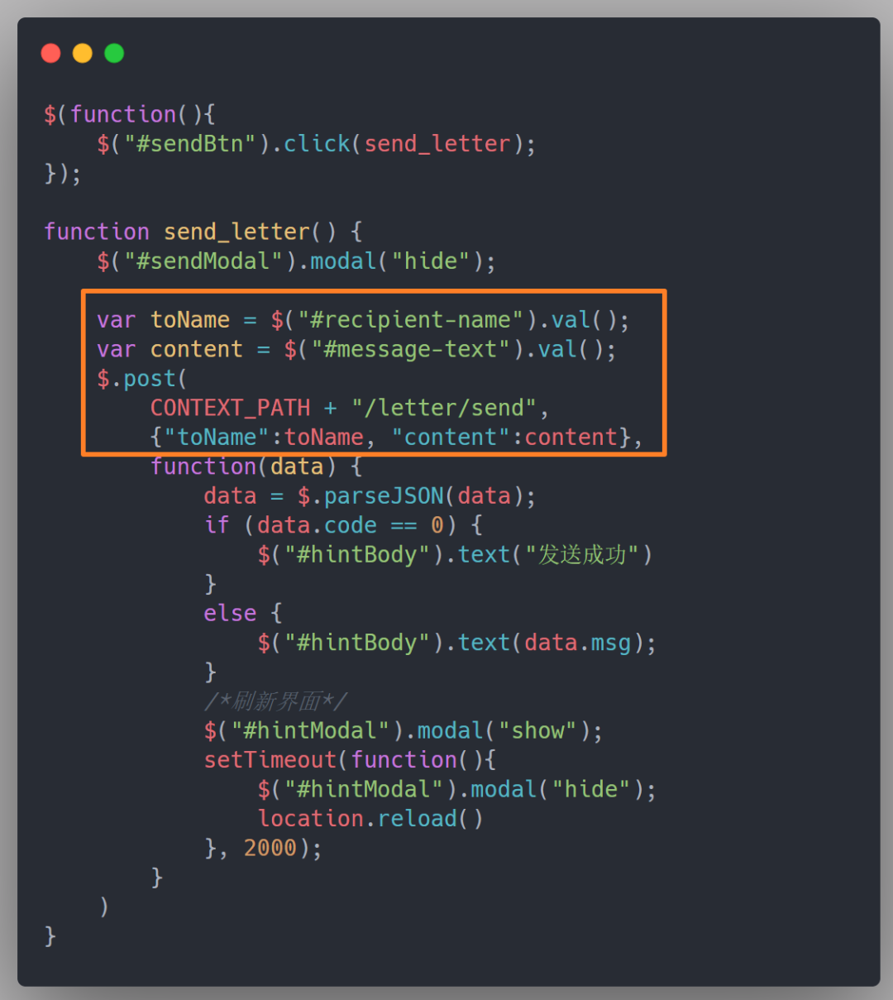 $(function(){
    $("#sendBtn").click(send_letter);
});
function send_letter() {
    $("#sendModal").modal("hide");
    var toName = $("#recipient-name").val();
    var content = $("#message-text").val();
    $.post(
        CONTEXT_PATH + "/letter/send",
        {"toName":toName, "content":content},
        function(data) {
            data = $.parseJSON(data);
            if (data.code == 0) {
                $("#hintBody").text("发送成功")
            }
            else {
                $("#hintBody").text(data.msg);
            }
            /*刷新界面*/
            $("#hintModal").modal("show");
            setTimeout(function(){
                $("#hintModal").modal("hide");
                location.reload()
            }, 2000);
        }
    )
}